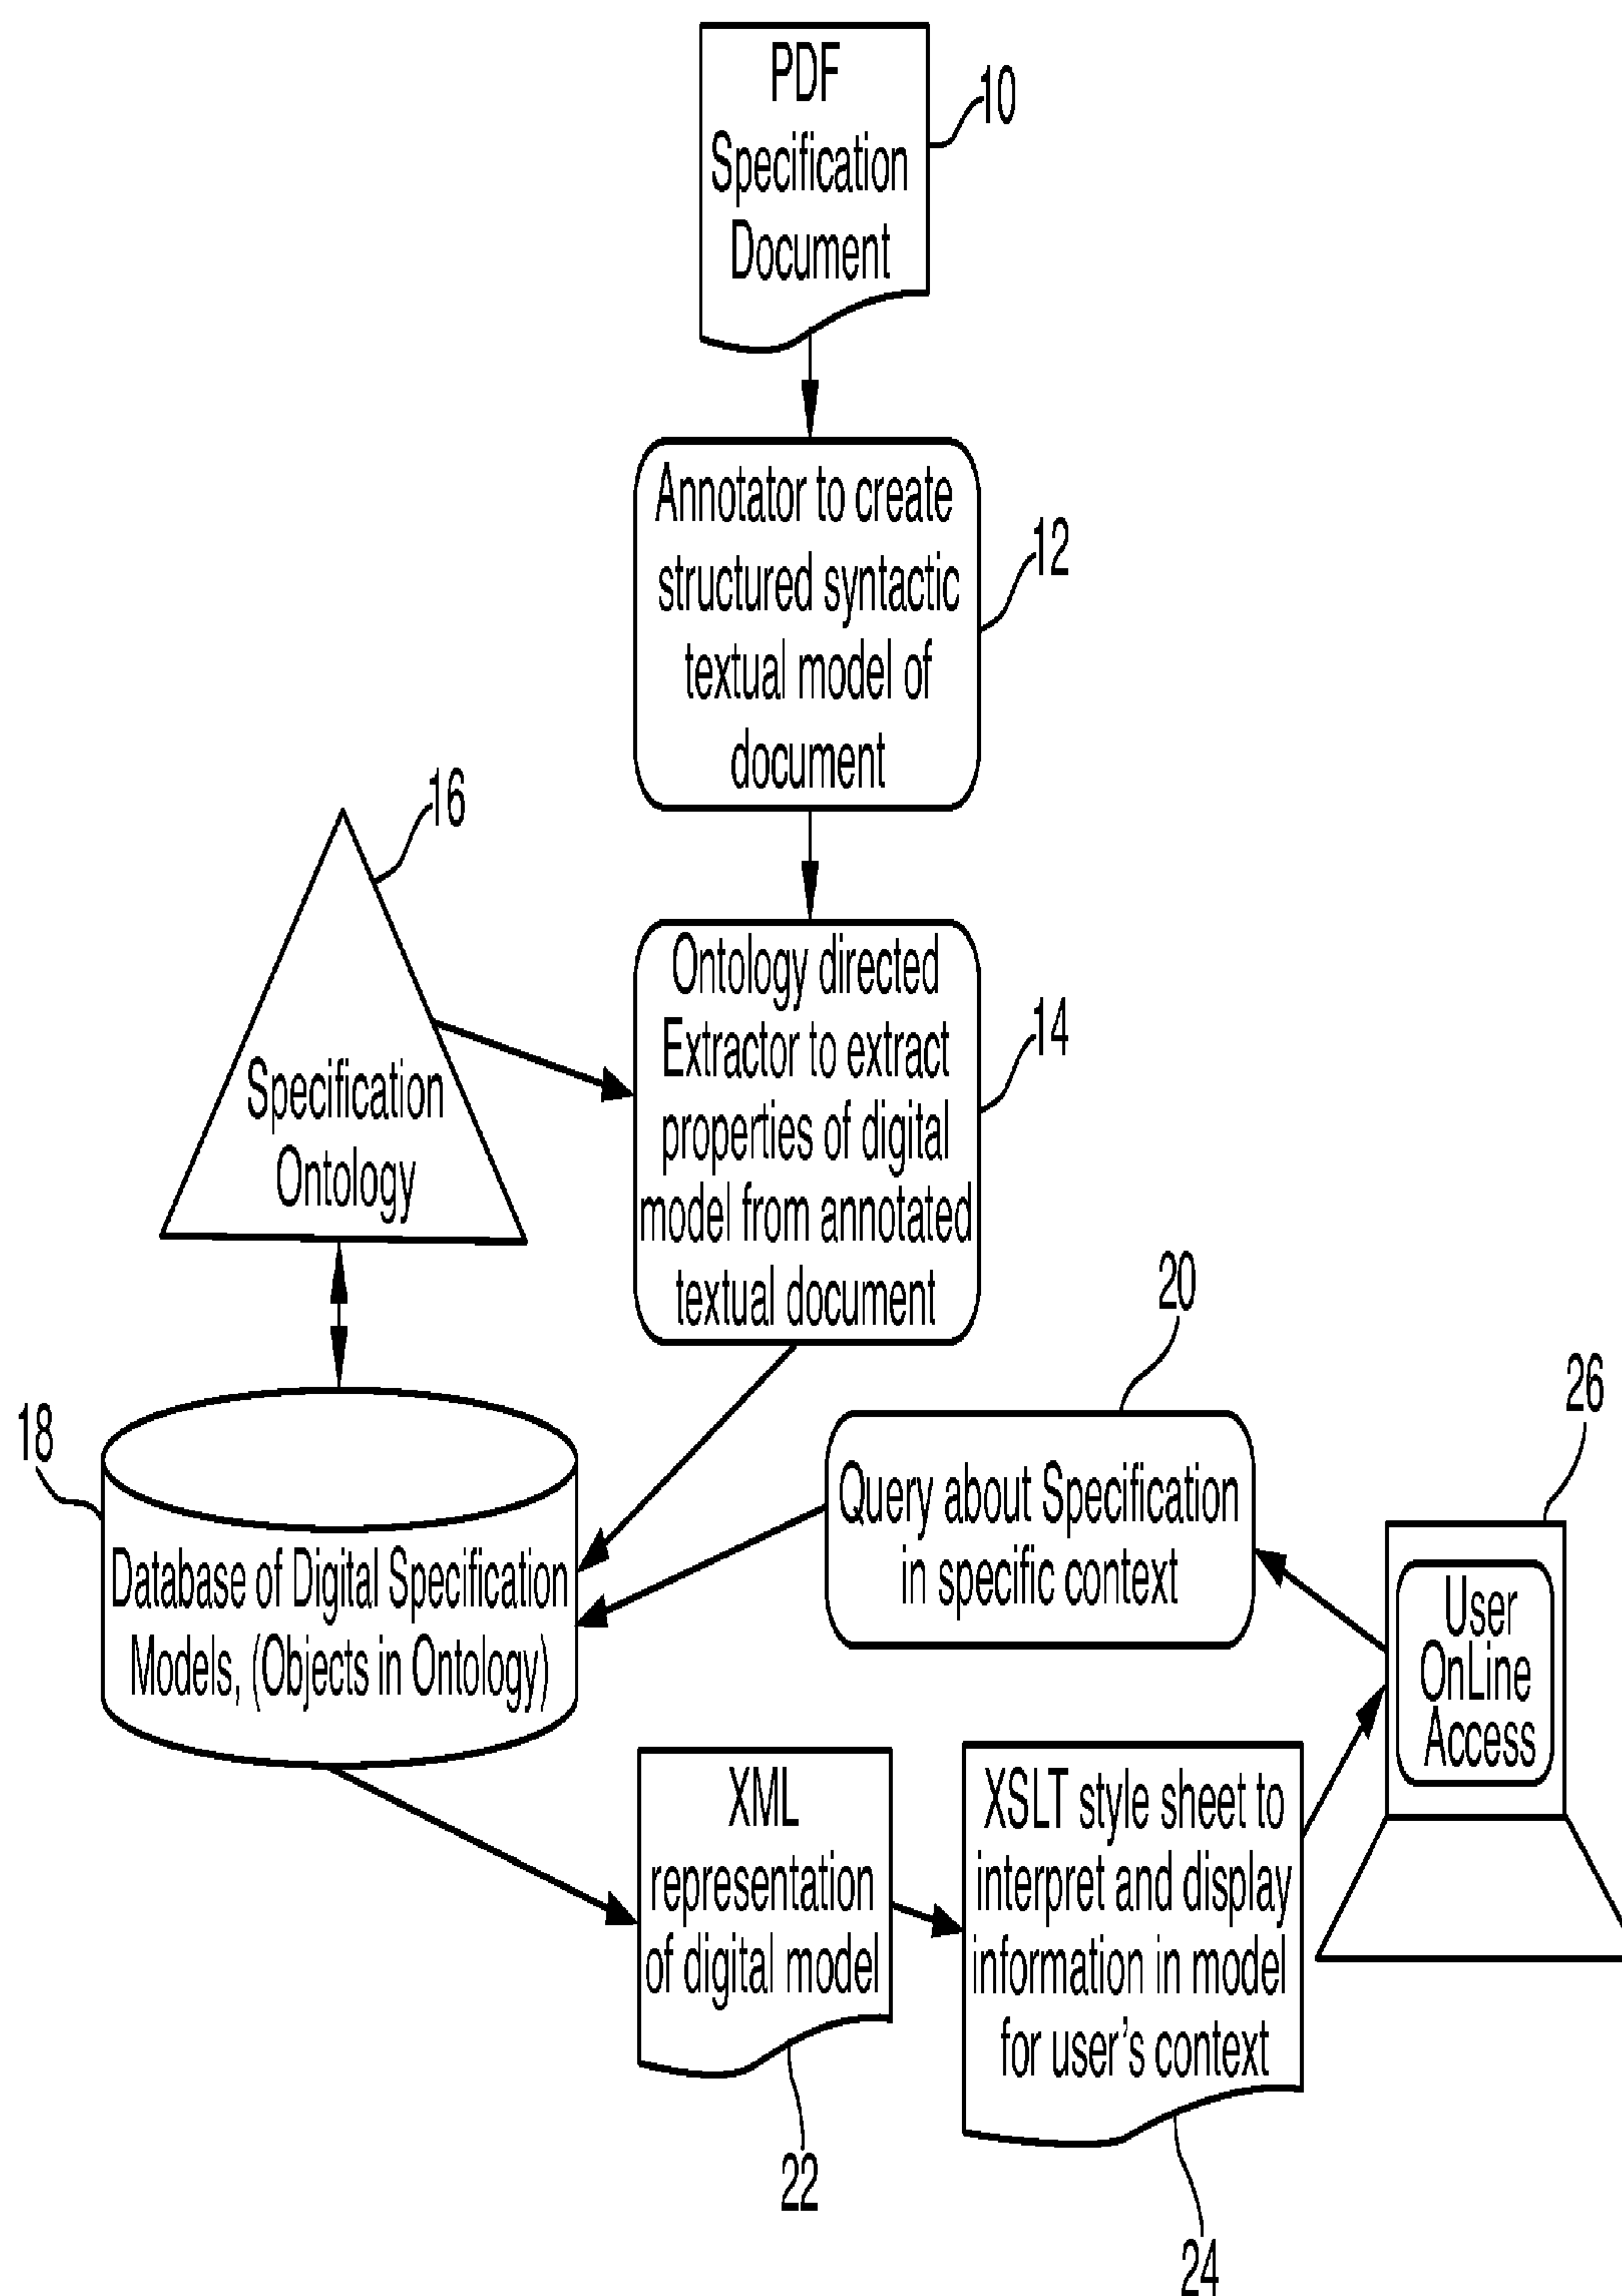 PDF
Specification
Document
10
Annotator to create
structured syntactic
textual model of
document
12
16
Specification
Ontology
Ontology directed
Extractor to extract
properties of digital
model from annotated
textual document
14
18
Database of Digital Specification
Models, (Objects in Ontology)
20
Query about Specification
in specific context
26
User
OnLine
Access
XML
representation
of digital model
22
XSLT style sheet to
interpret and display
information in model
for user's context
24